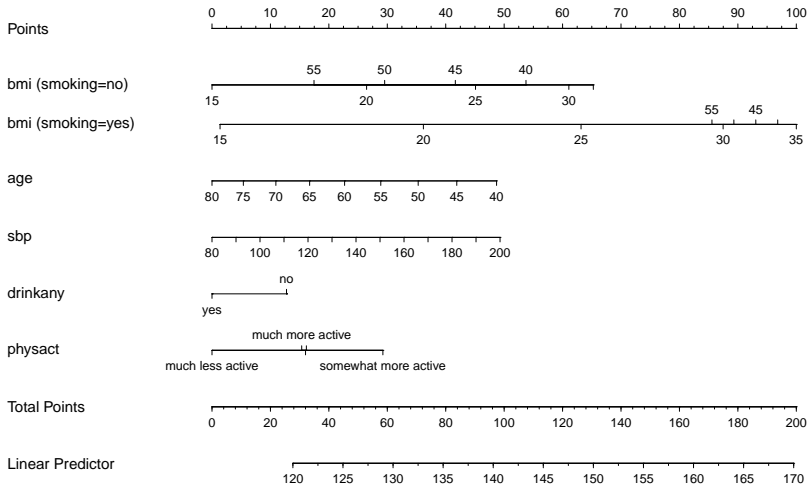 Points
0 10 20 30 40 50 60 70 80 90 100
bmi (smoking=no)
55 50 45 40
15 20 25 30
bmi (smoking=yes)
55 45
15 20 25 30 35
age
80 75 70 65 60 55 50 45 40
sbp
80 100 120 140 160 180 200
drinkany
no
yes
physact
much more active
much less active somewhat more active
Total Points
0 20 40 60 80 100 120 140 160 180 200
Linear Predictor
120 125 130 135 140 145 150 155 160 165 170